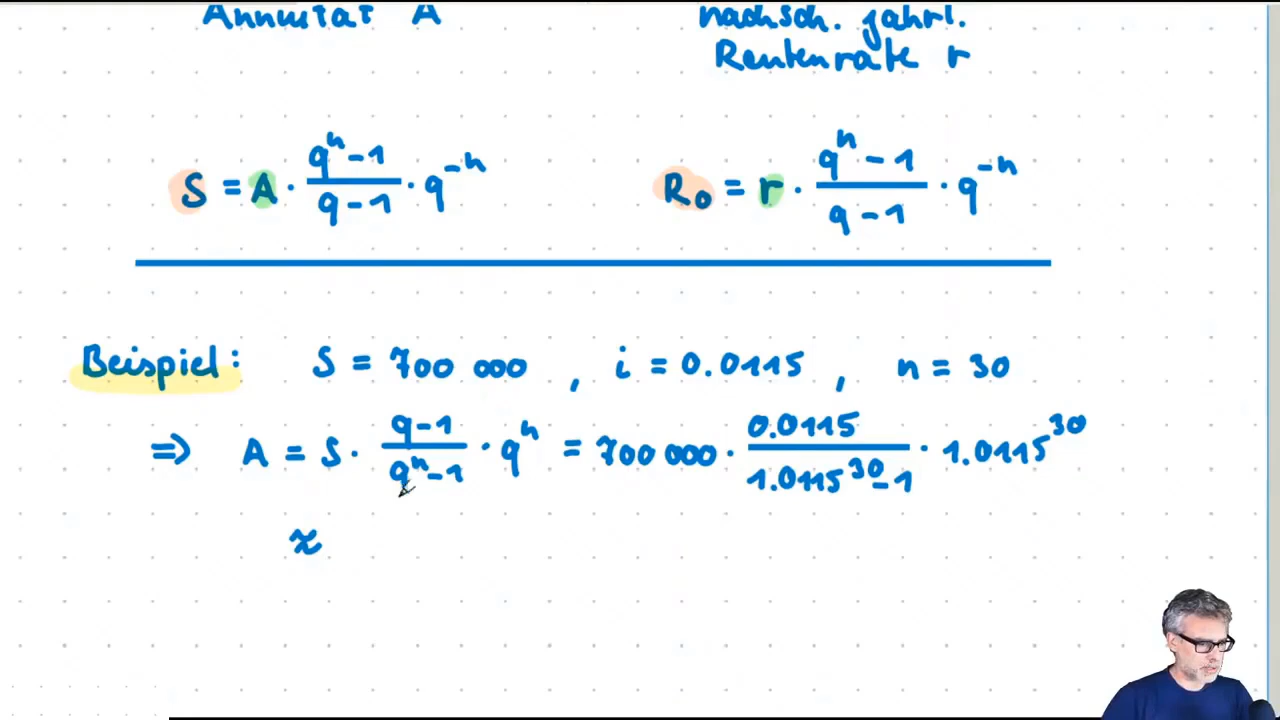 Annuität A
nachsch. jährl.
Rentenrate r
S = A · (q^n - 1)/(q - 1) · q^-n
R_0 = r · (q^n - 1)/(q - 1) · q^-n
Beispiel: S = 700 000 , i = 0.0115 , n = 30
⇒ A = S · (q-1)/(q^n-1) · q^n = 700 000 · 0.0115/(1.0115^30 - 1) · 1.0115^30
≈